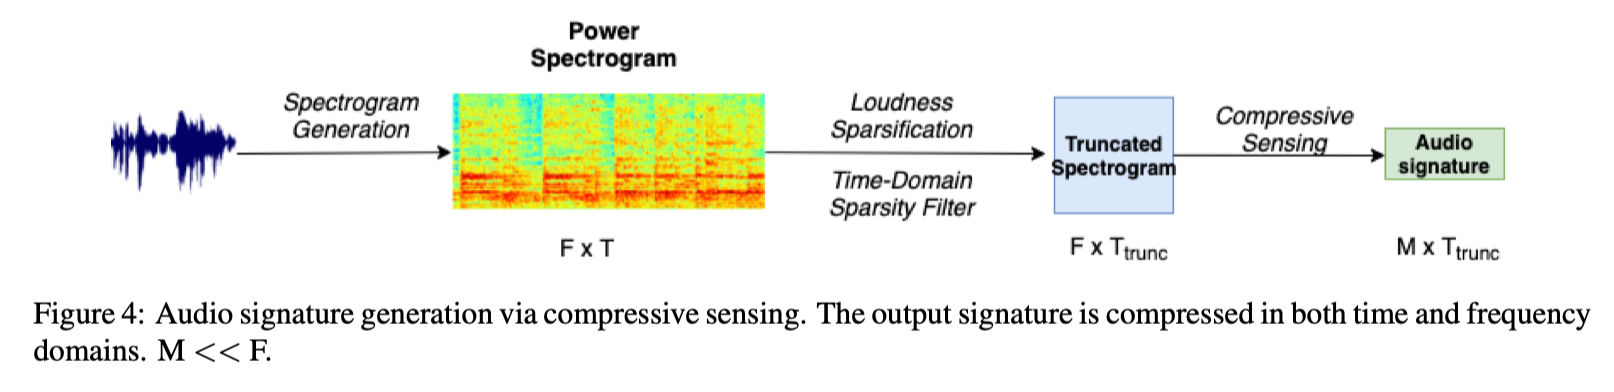 Power
Spectrogram
Spectrogram
Generation
Loudness
Sparsification
Time-Domain
Sparsity Filter
Truncated
Spectrogram
Compressive
Sensing
Audio
signature
F x T
F x Ttrunc
M x Ttrunc
Figure 4: Audio signature generation via compressive sensing. The output signature is compressed in both time and frequency
domains. M << F.